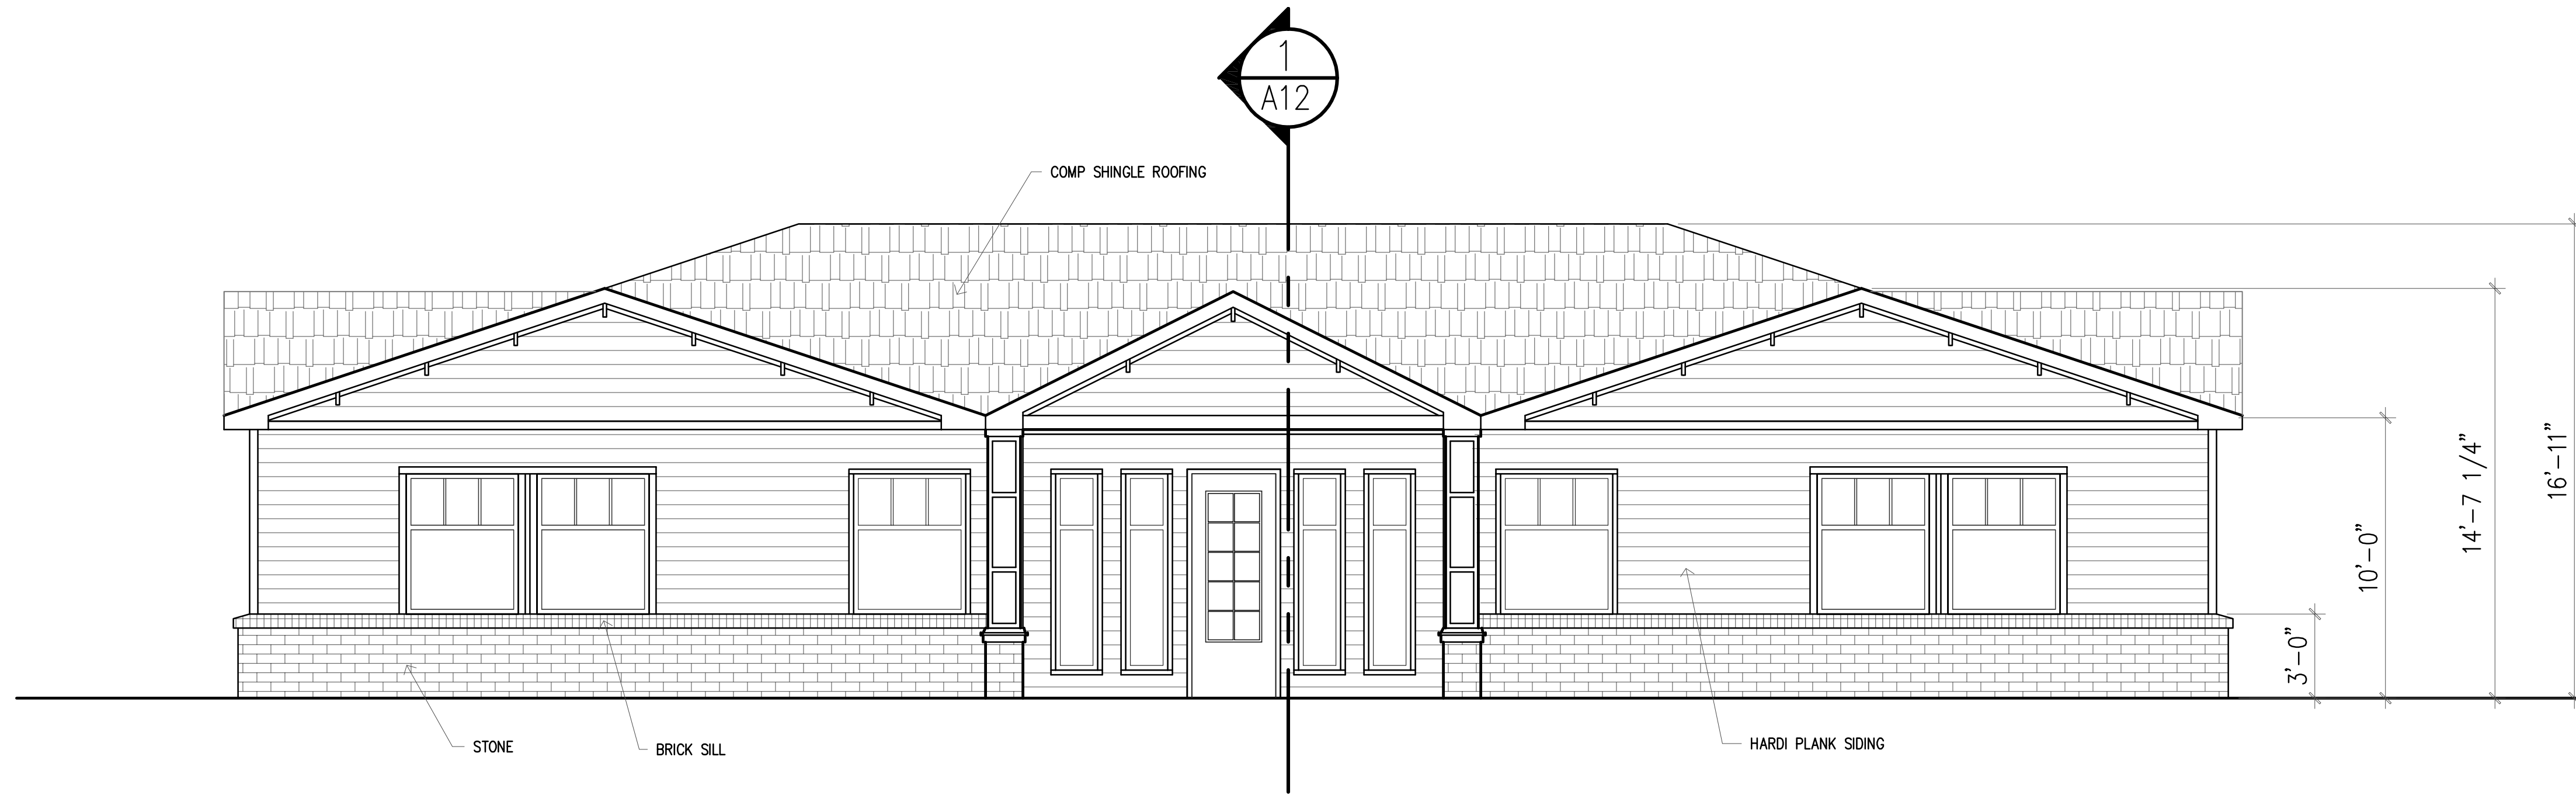 1
A12
COMP SHINGLE ROOFING
16'-11"
14'-7 1/4"
10'-0"
3'-0"
STONE
BRICK SILL
HARDI PLANK SIDING